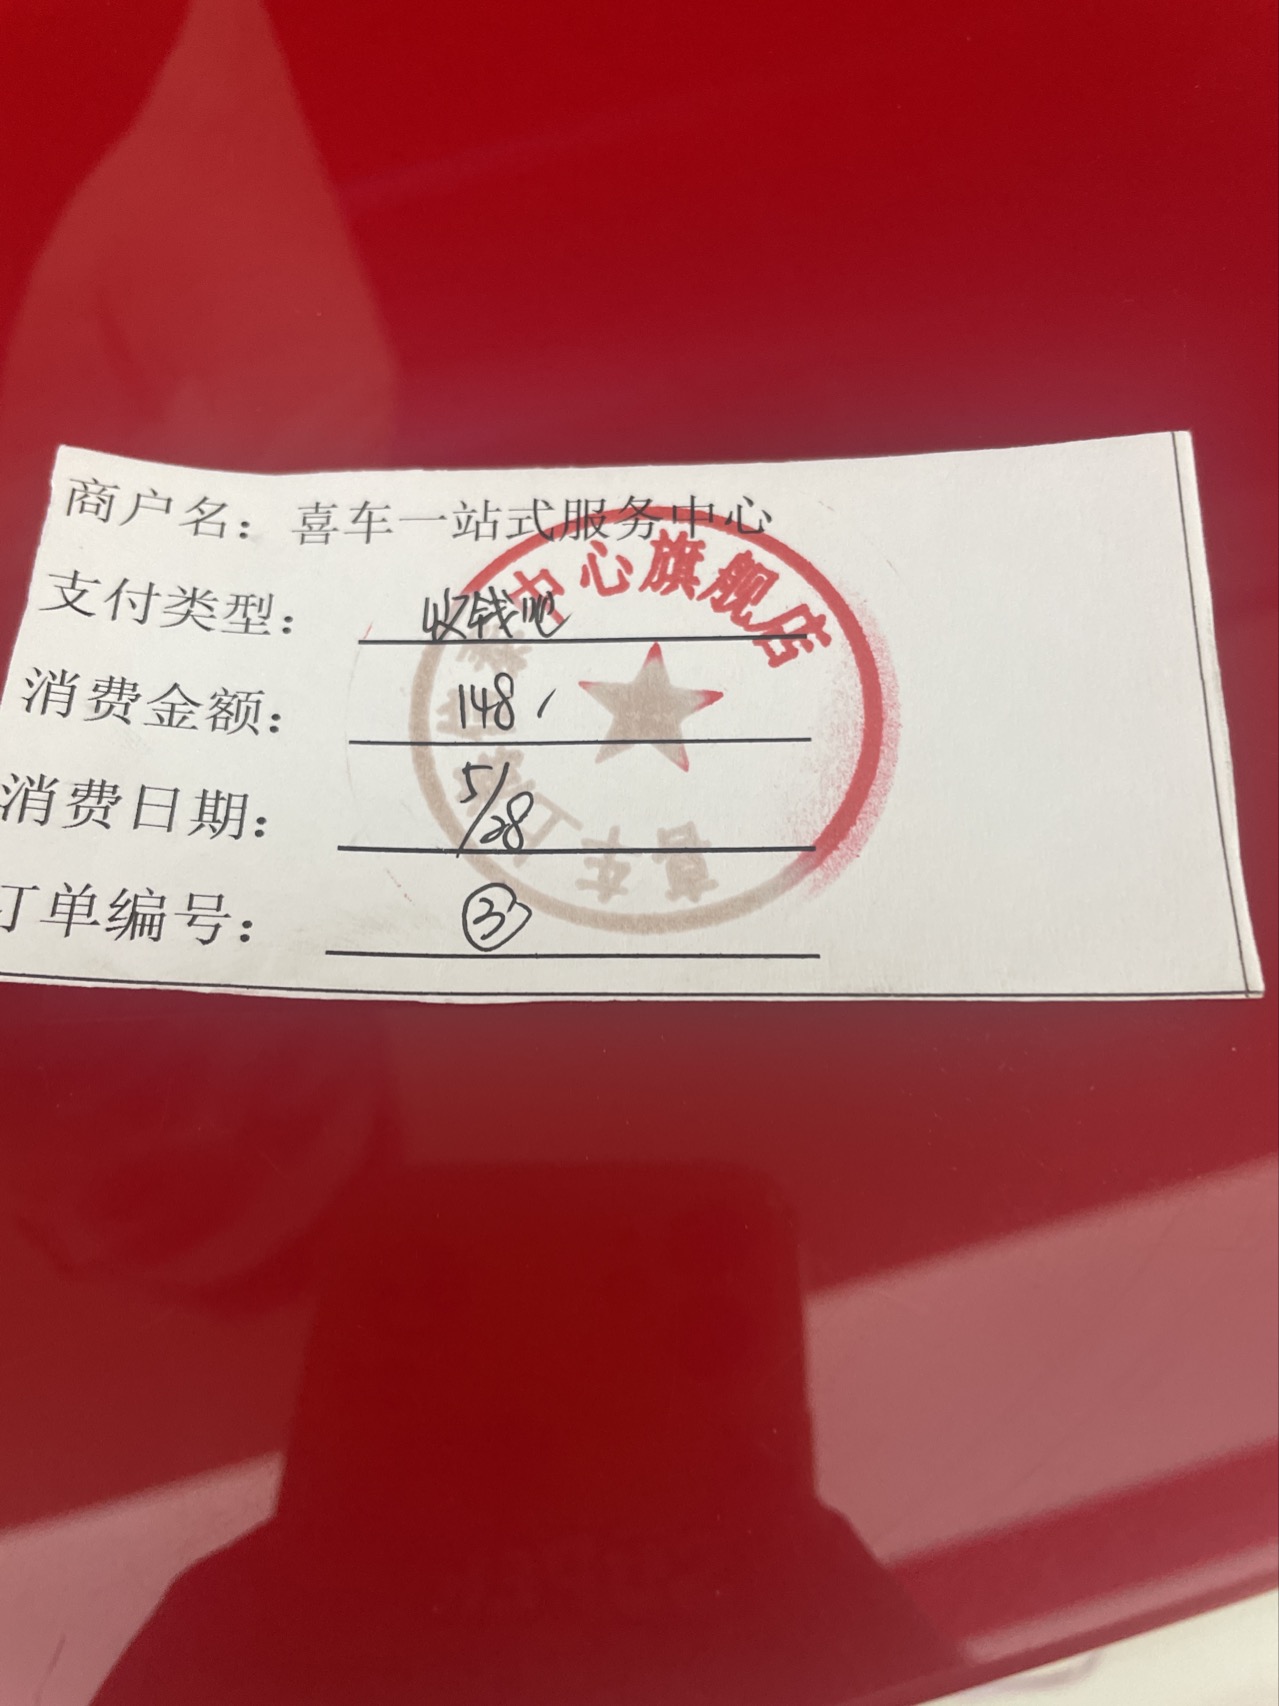 商户名：喜车一站式服务中心
支付类型：收钱吧
消费金额：148
消费日期：5/28
订单编号：③
中心旗舰店
喜车